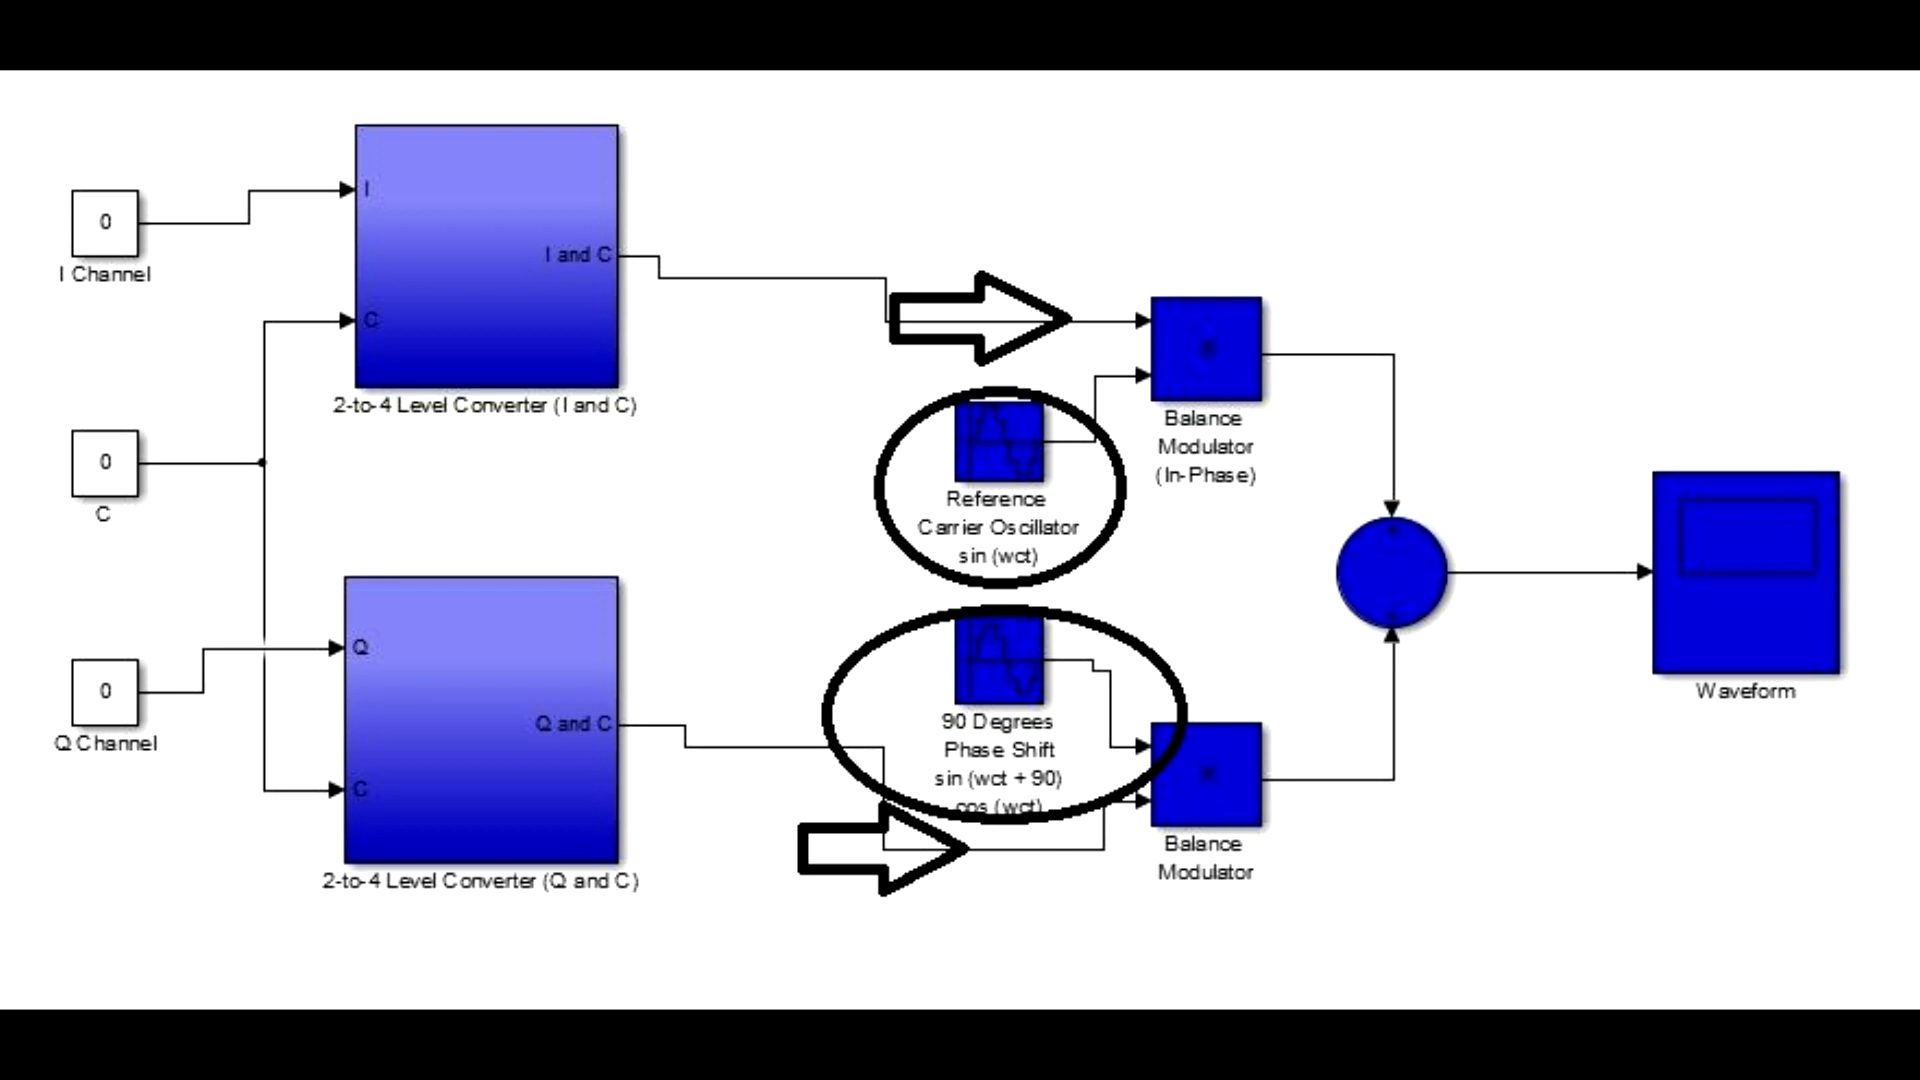 0
I Channel
I
C
I and C
2-to-4 Level Converter (I and C)
0
C
0
Q Channel
Q
C
Q and C
2-to-4 Level Converter (Q and C)
Reference
Carrier Oscillator
sin (wct)
90 Degrees
Phase Shift
sin (wct + 90)
cos (wct)
Balance
Modulator
(In-Phase)
Balance
Modulator
Waveform